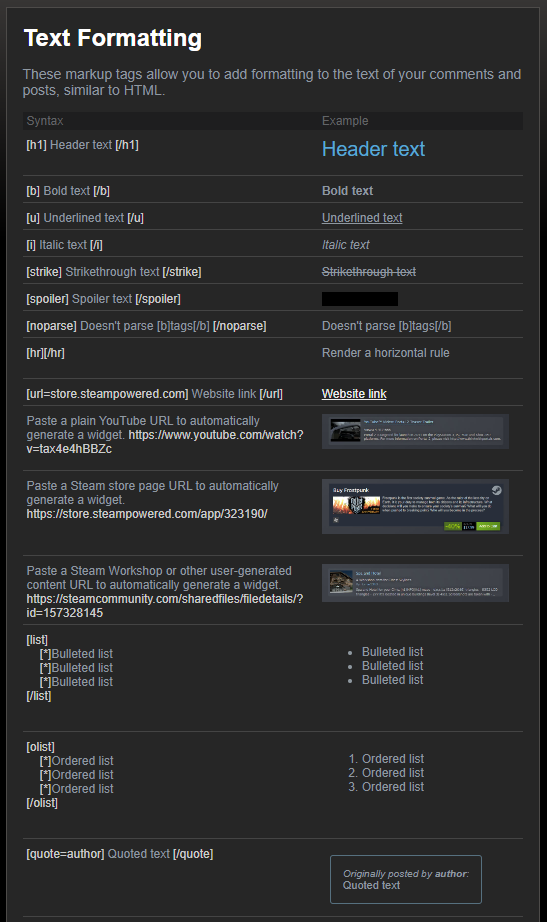 Text Formatting
These markup tags allow you to add formatting to the text of your comments and
posts, similar to HTML.
Syntax Example
[h1] Header text [/h1] Header text
[b] Bold text [/b] Bold text
[u] Underlined text [/u] Underlined text
[i] Italic text [/i] Italic text
[strike] Strikethrough text [/strike] Strikethrough text
[spoiler] Spoiler text [/spoiler]
[noparse] Doesn't parse [b]tags[/b] [/noparse] Doesn't parse [b]tags[/b]
[hr][/hr] Render a horizontal rule
[url=store.steampowered.com] Website link [/url] Website link
Paste a plain YouTube URL to automatically
generate a widget. https://www.youtube.com/watch?
v=tax4e4hBBZc
Paste a Steam store page URL to automatically
generate a widget.
https://store.steampowered.com/app/323190/
Buy Frostpunk
-60%
Paste a Steam Workshop or other user-generated
content URL to automatically generate a widget.
https://steamcommunity.com/sharedfiles/filedetails/?
id=157328145
[list]
[*]Bulleted list
[*]Bulleted list
[*]Bulleted list
[/list]
• Bulleted list
• Bulleted list
• Bulleted list
[olist]
[*]Ordered list
[*]Ordered list
[*]Ordered list
[/olist]
1. Ordered list
2. Ordered list
3. Ordered list
[quote=author] Quoted text [/quote]
Originally posted by author:
Quoted text